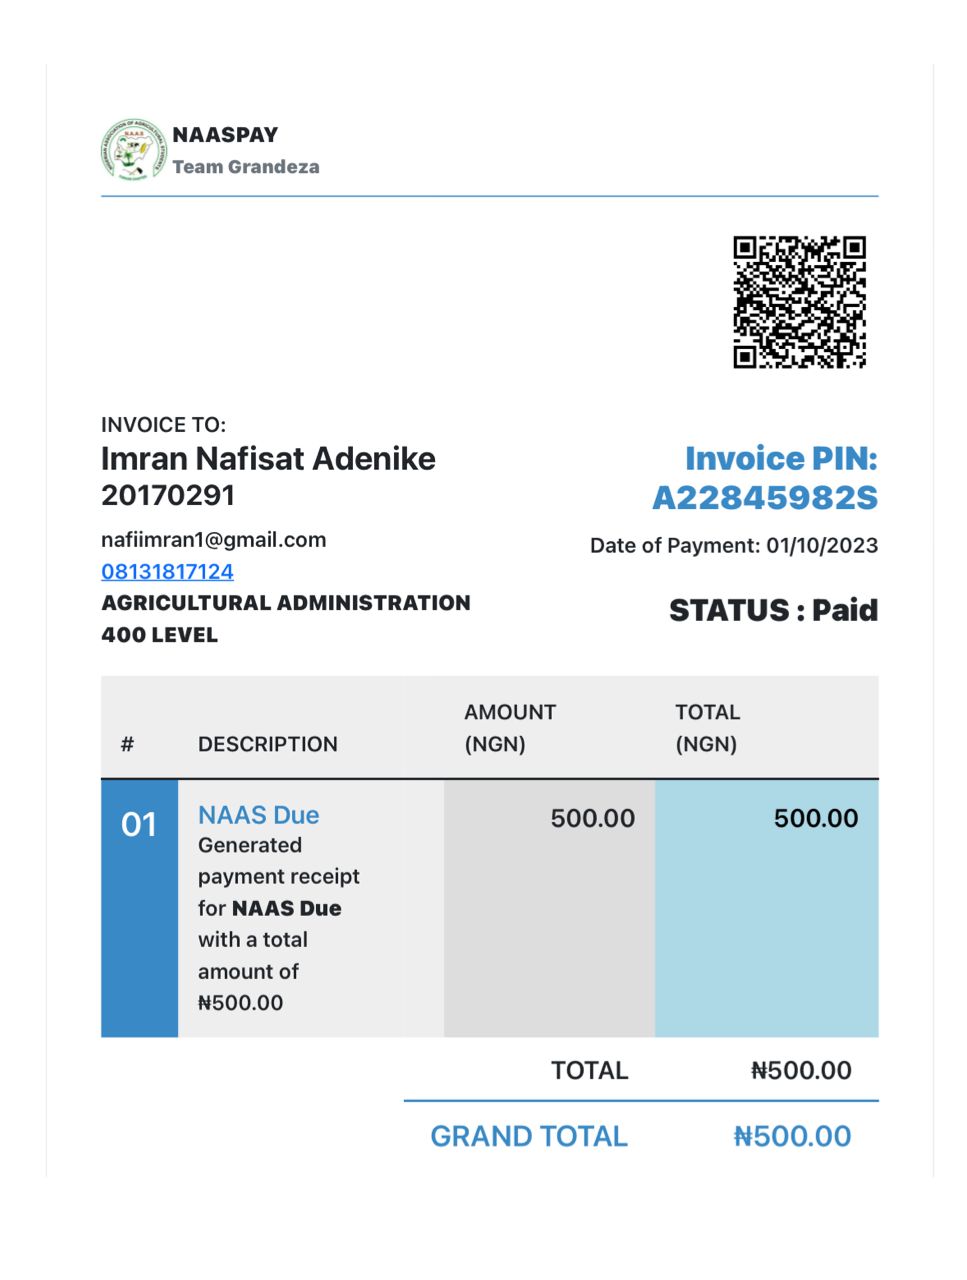 NAASPAY
Team Grandeza
INVOICE TO:
Imran Nafisat Adenike
20170291
nafiimran1@gmail.com
08131817124
AGRICULTURAL ADMINISTRATION
400 LEVEL
Invoice PIN:
A22845982S
Date of Payment: 01/10/2023
STATUS : Paid
# DESCRIPTION AMOUNT (NGN) TOTAL (NGN)
01 NAAS Due 500.00 500.00
Generated
payment receipt
for NAAS Due
with a total
amount of
₦500.00
TOTAL ₦500.00
GRAND TOTAL ₦500.00